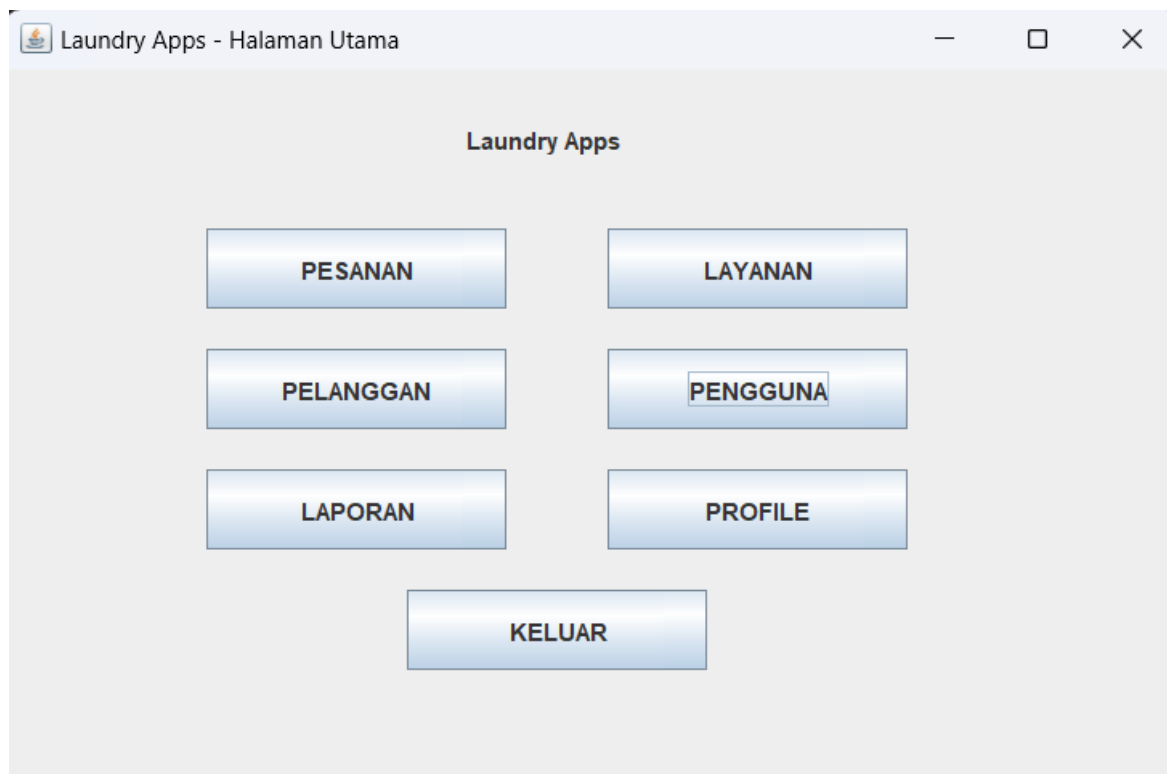 Laundry Apps - Halaman Utama
Laundry Apps
PESANAN
LAYANAN
PELANGGAN
PENGGUNA
LAPORAN
PROFILE
KELUAR